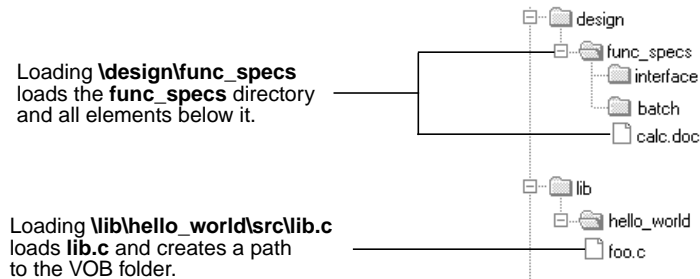 design
func_specs
interface
batch
calc.doc
Loading \design\func_specs
loads the func_specs directory
and all elements below it.
lib
hello_world
foo.c
Loading \lib\hello_world\src\lib.c
loads lib.c and creates a path
to the VOB folder.